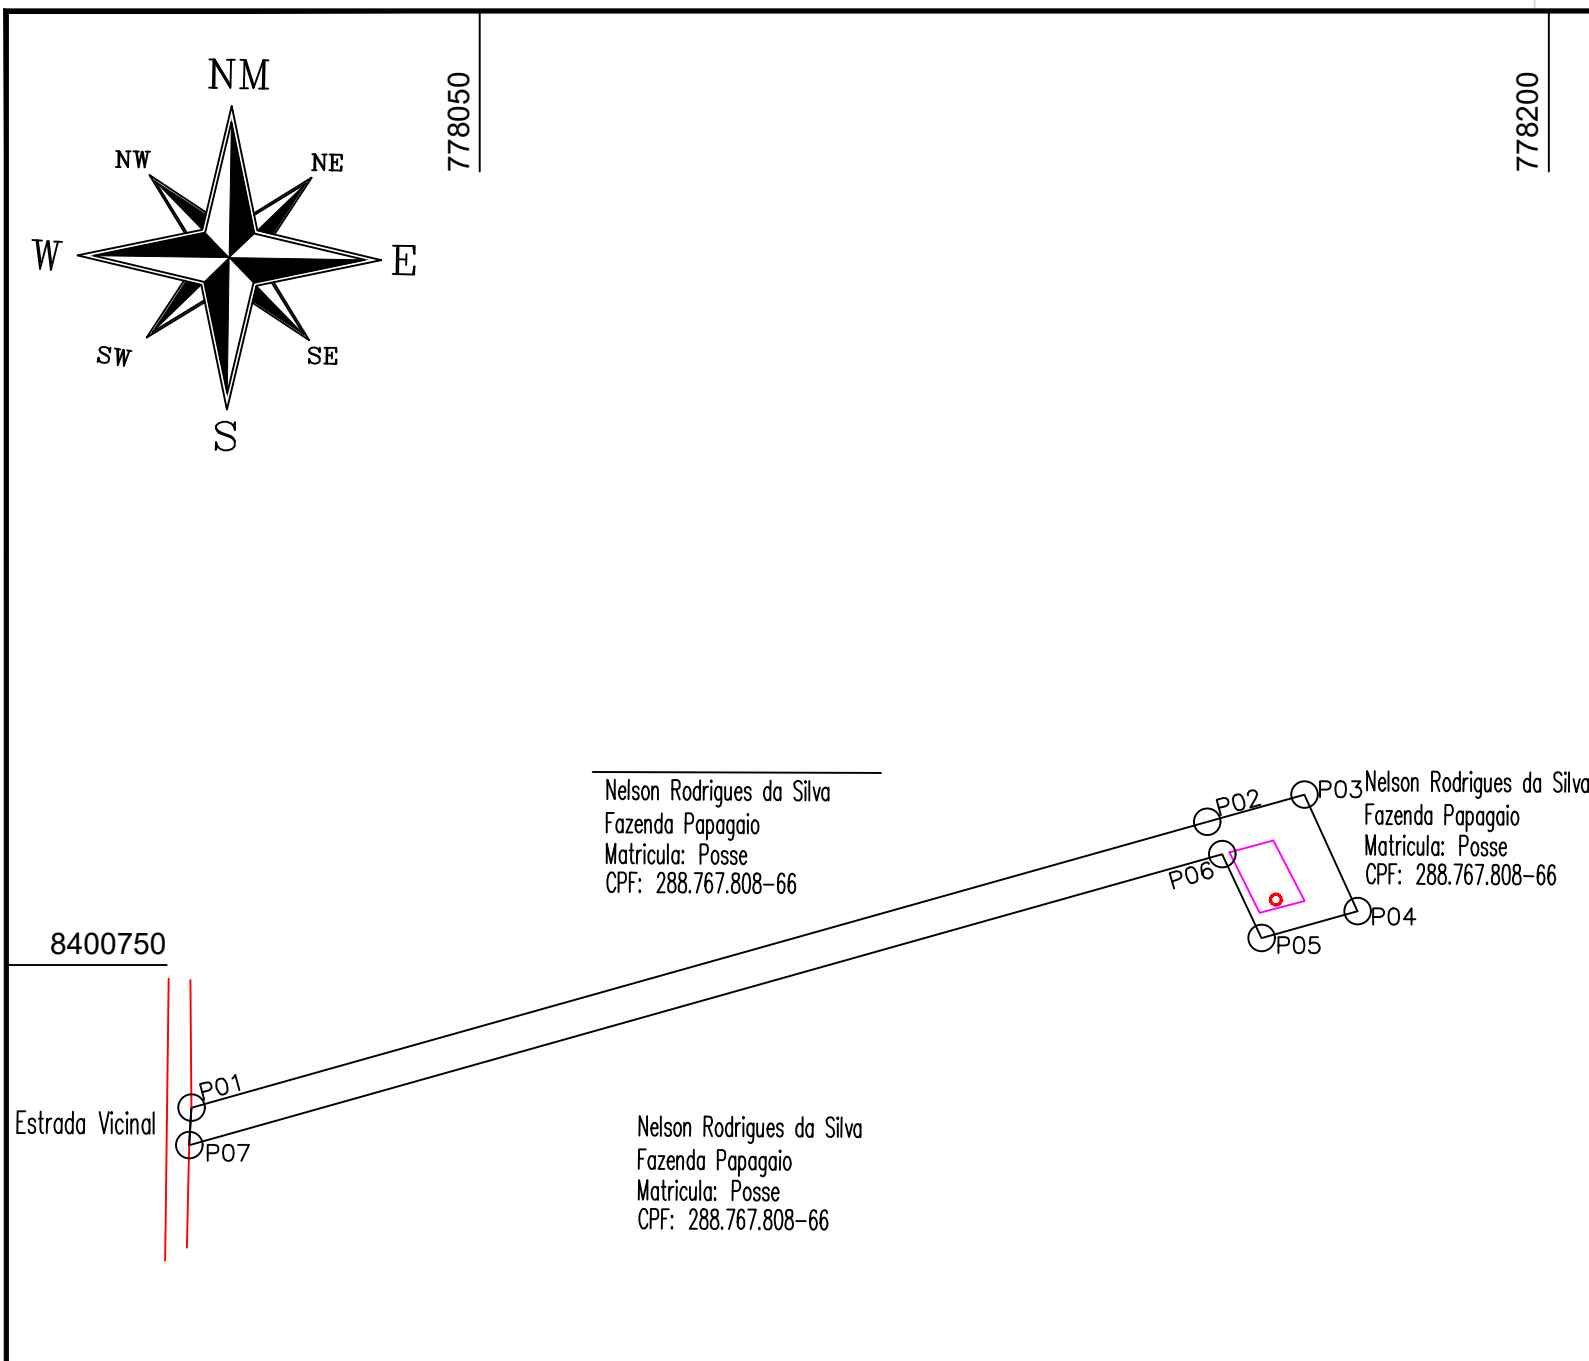 NM
NW
NE
W
E
SW
SE
S
778050
778200
Nelson Rodrigues da Silva
Fazenda Papagaio
Matricula: Posse
CPF: 288.767.808-66
P02
P03
Nelson Rodrigues da Silva
Fazenda Papagaio
Matricula: Posse
CPF: 288.767.808-66
P06
P04
P05
8400750
P01
Estrada Vicinal
P07
Nelson Rodrigues da Silva
Fazenda Papagaio
Matricula: Posse
CPF: 288.767.808-66